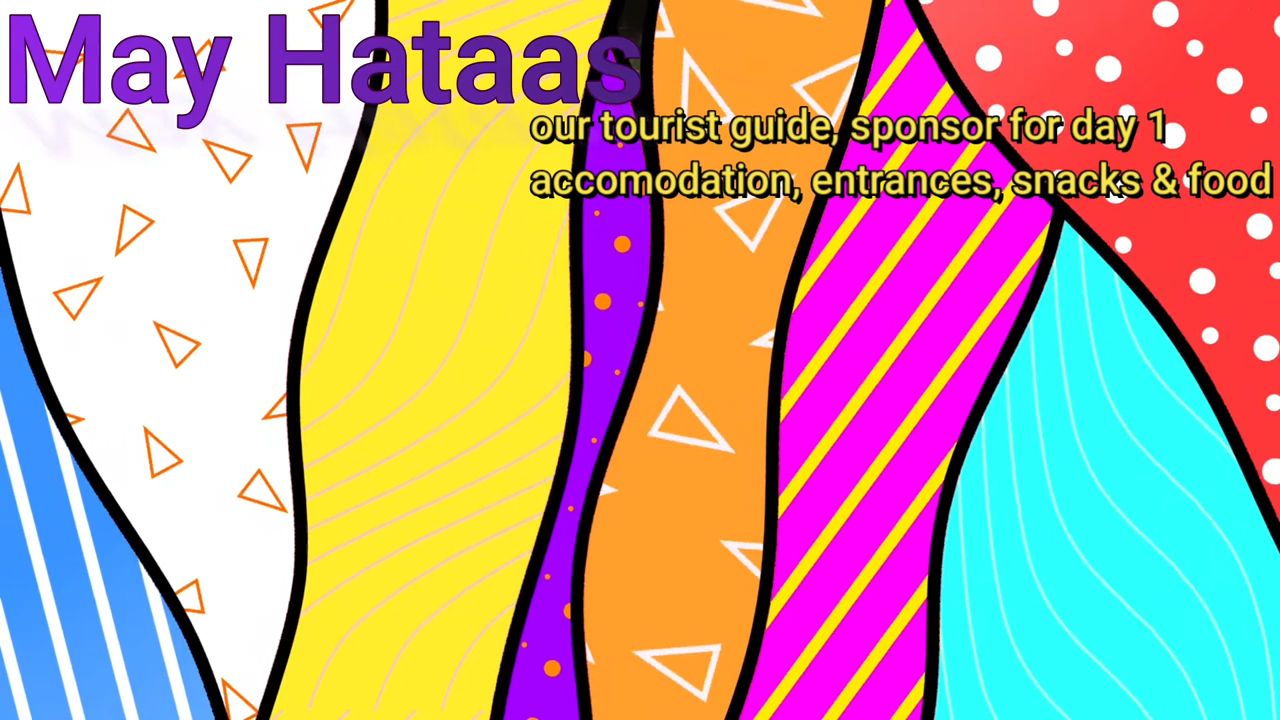 May Hataas
our tourist guide, sponsor for day 1
accomodation, entrances, snacks & food